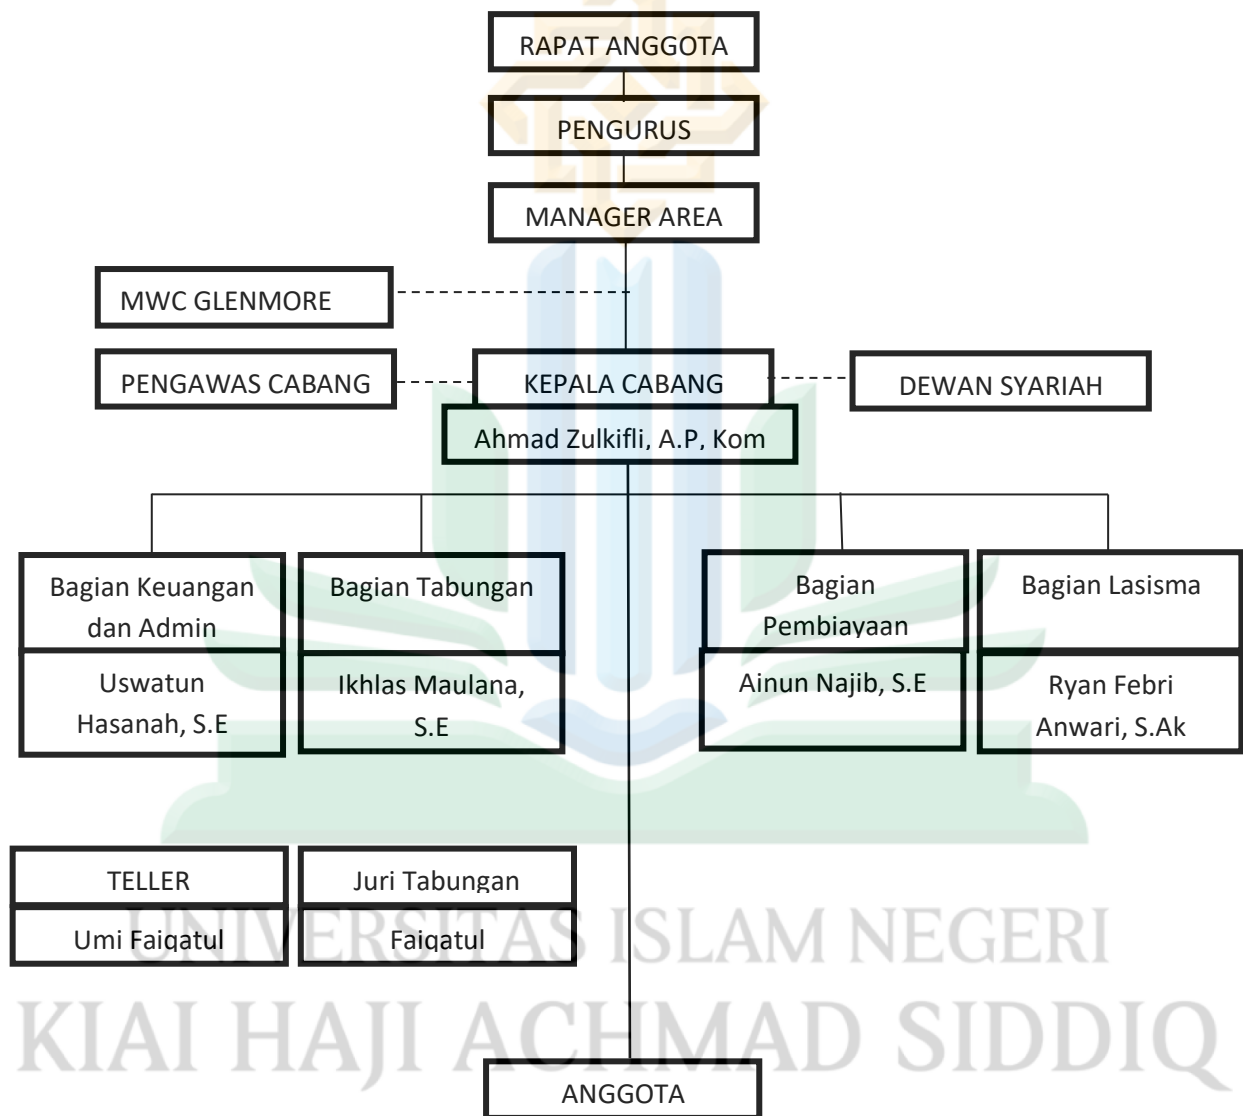 RAPAT ANGGOTA
PENGURUS
MANAGER AREA
MWC GLENMORE
PENGAWAS CABANG
KEPALA CABANG
DEWAN SYARIAH
Ahmad Zulkifli, A.P, Kom
Bagian Keuangan
dan Admin
Bagian Tabungan
Bagian
Pembiayaan
Bagian Lasisma
Uswatun
Hasanah, S.E
Ikhlas Maulana,
S.E
Ainun Najib, S.E
Ryan Febri
Anwari, S.Ak
TELLER
Juri Tabungan
Umi Faiqatul
Faiqatul
UNIVERSITAS ISLAM NEGERI
KIAI HAJI ACHMAD SIDDIQ
ANGGOTA